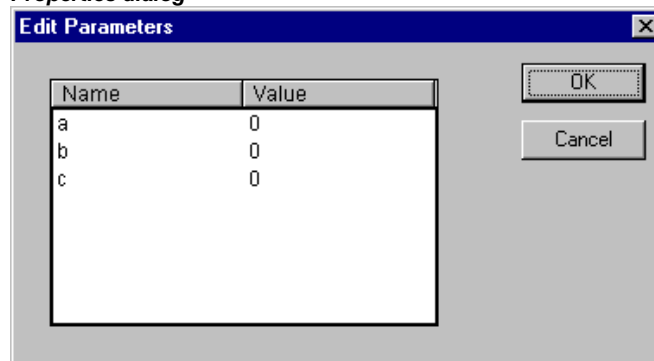 Properties dialog
Edit Parameters
OK
Name Value
a 0
b 0
c 0
Cancel